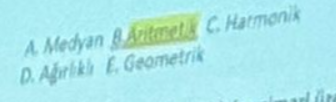 A. Medyan B. Aritmetik C. Harmonik
D. Ağırlıklı E. Geometrik